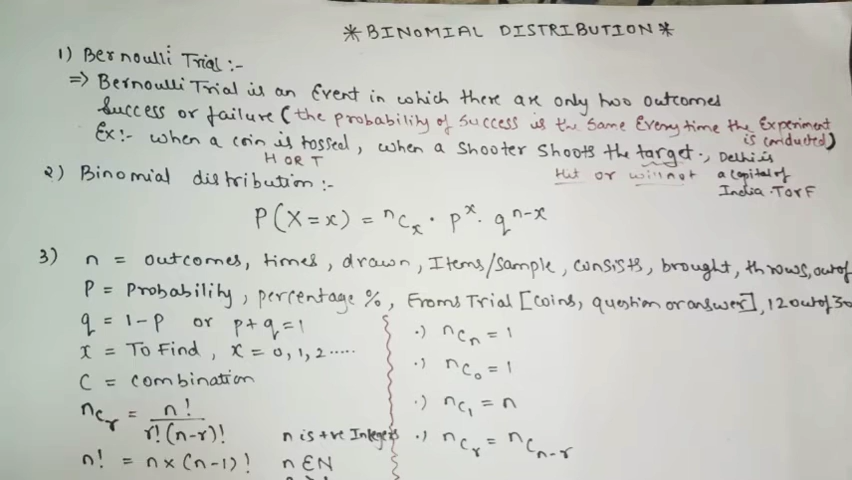 *BINOMIAL DISTRIBUTION*
1) Bernoulli Trial :-
=> Bernoulli Trial is an Event in which there are only two outcomes
Success or failure (the probability of success is the same Every time the Experiment
is conducted)
Ex:- when a coin is tossed, when a Shooter Shoots the target., Delhi is
H OR T
Hit or will not
a capital of
India. T or F
2) Binomial distribution :-
P(X=x) = ⁿCₓ · pˣ · qⁿ⁻ˣ
3) n = outcomes, times, drawn, Items/Sample, consists, brought, throws, out of
P = Probability, percentage %, From Trial [coins, question or answer], 12 out of 30
q = 1-P or p+q=1
x = To Find, x = 0, 1, 2 .....
C = combination
nCr = n! / r!(n-r)!
n is +ve Integers
n! = n×(n-1)! n ∈ N
·) nCn = 1
·) nC0 = 1
·) nC1 = n
·) nCr = nCn-r